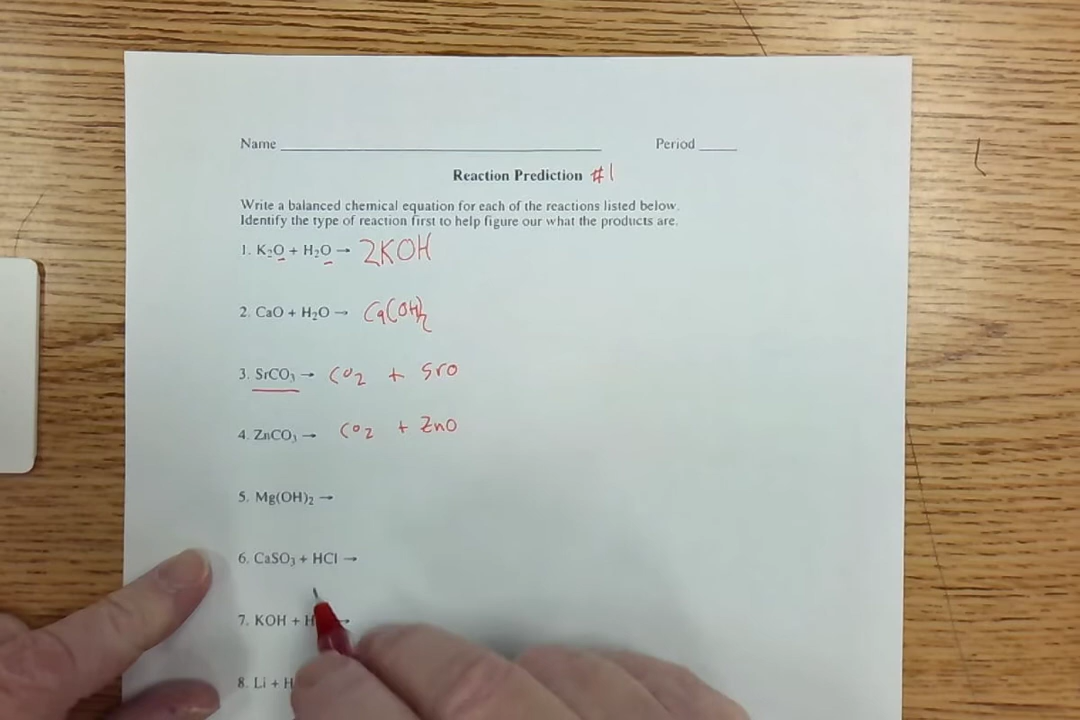 Name ____________ Period ____
Reaction Prediction #1
Write a balanced chemical equation for each of the reactions listed below.
Identify the type of reaction first to help figure our what the products are.
1. K₂O + H₂O → 2KOH
2. CaO + H₂O → Ca(OH)₂
3. SrCO₃ → CO₂ + SrO
4. ZnCO₃ → CO₂ + ZnO
5. Mg(OH)₂ →
6. CaSO₃ + HCl →
7. KOH + →
8. Li +